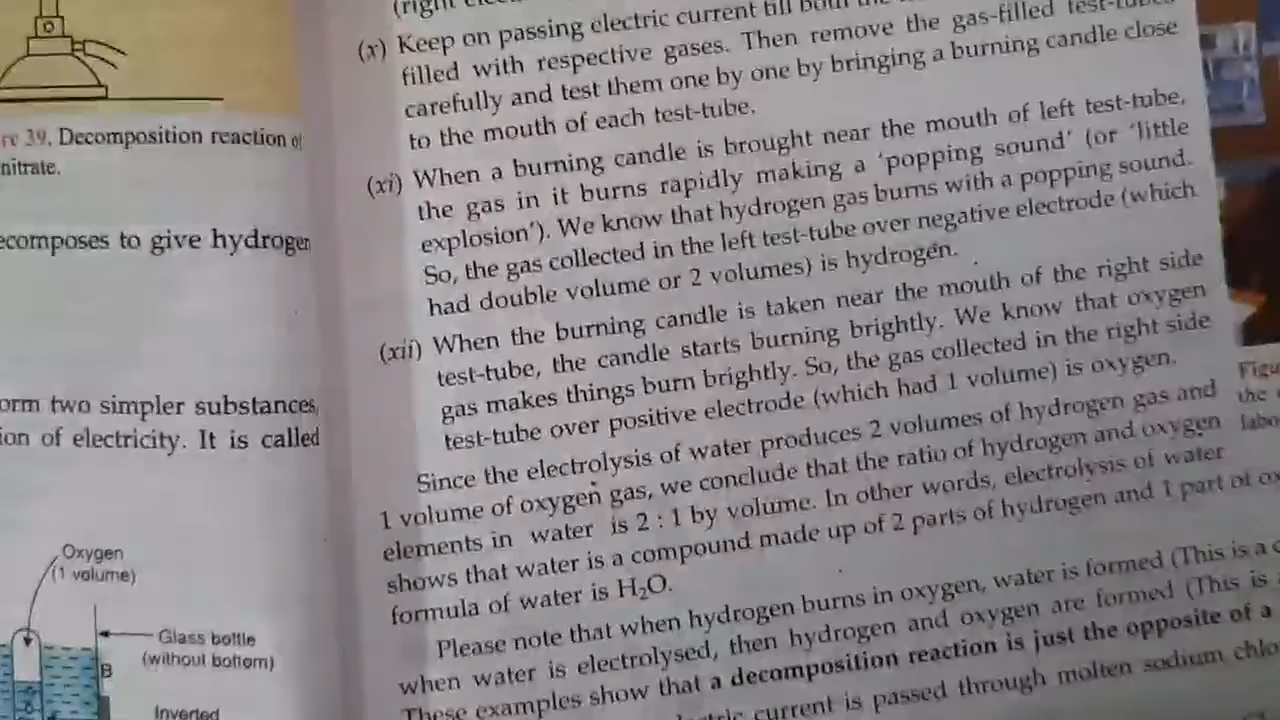 re 39. Decomposition reaction of
nitrate.
ecomposes to give hydrogen
orm two simpler substances,
ion of electricity. It is called
Oxygen
(1 volume)
Glass bottle
(without bottom)
B
Inverted
(x) Keep on passing electric current till both the
filled with respective gases. Then remove the gas-filled test-tubes
carefully and test them one by one by bringing a burning candle close
to the mouth of each test-tube.
(xi) When a burning candle is brought near the mouth of left test-tube,
the gas in it burns rapidly making a 'popping sound' (or 'little
explosion'). We know that hydrogen gas burns with a popping sound.
So, the gas collected in the left test-tube over negative electrode (which
had double volume or 2 volumes) is hydrogen.
(xii) When the burning candle is taken near the mouth of the right side
test-tube, the candle starts burning brightly. We know that oxygen
gas makes things burn brightly. So, the gas collected in the right side
test-tube over positive electrode (which had 1 volume) is oxygen.
Since the electrolysis of water produces 2 volumes of hydrogen gas and
1 volume of oxygen gas, we conclude that the ratio of hydrogen and oxygen
elements in water is 2 : 1 by volume. In other words, electrolysis of water
shows that water is a compound made up of 2 parts of hydrogen and 1 part of ox
formula of water is H₂O.
Please note that when hydrogen burns in oxygen, water is formed (This is a c
when water is electrolysed, then hydrogen and oxygen are formed (This is
These examples show that a decomposition reaction is just the opposite of a
current is passed through molten sodium chlo
Figu
the
labo